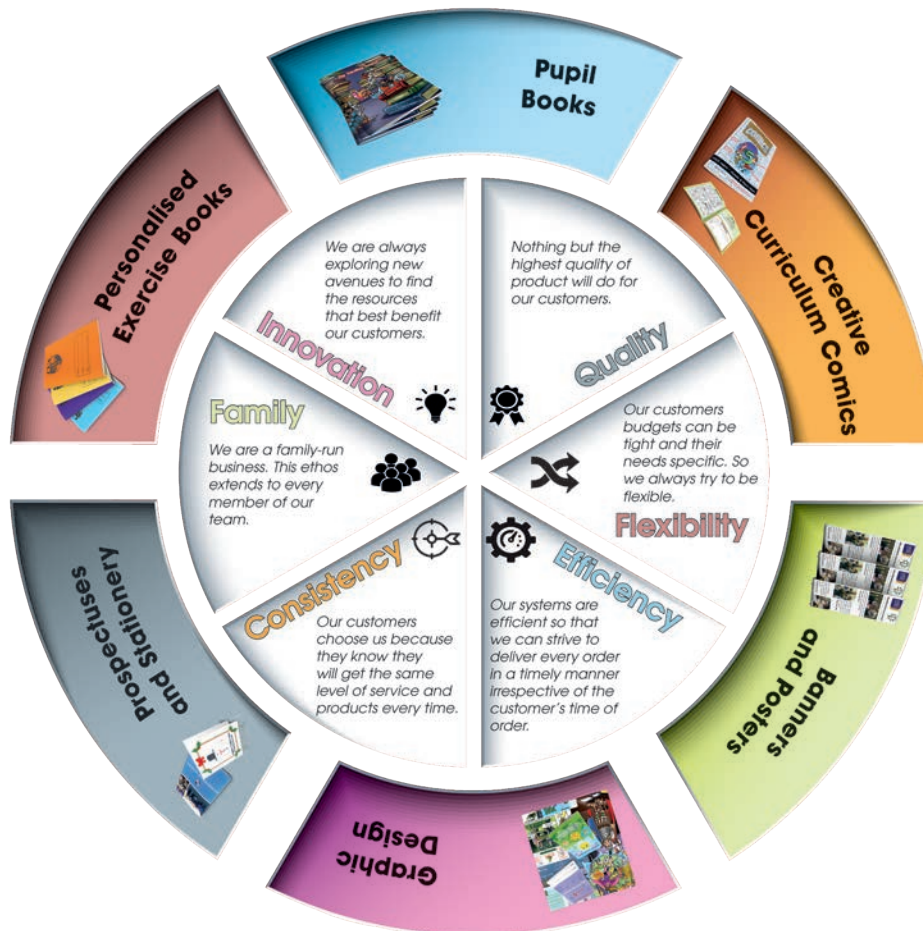 Pupil
Books
Creative
Curriculum Comics
Banners
and Posters
Graphic
Design
Prospectuses
and Stationery
Personalised
Exercise Books
We are always
exploring new
avenues to find
the resources
that best benefit
our customers.
Innovation
Nothing but the
highest quality of
product will do for
our customers.
Quality
Our customers
budgets can be
tight and their
needs specific. So
we always try to be
flexible.
Flexibility
Efficiency
Our systems are
efficient so that
we can strive to
deliver every order
in a timely manner
irrespective of the
customer's time of
order.
Consistency
Our customers
choose us because
they know they
will get the same
level of service and
products every time.
Family
We are a family-run
business. This ethos
extends to every
member of our
team.